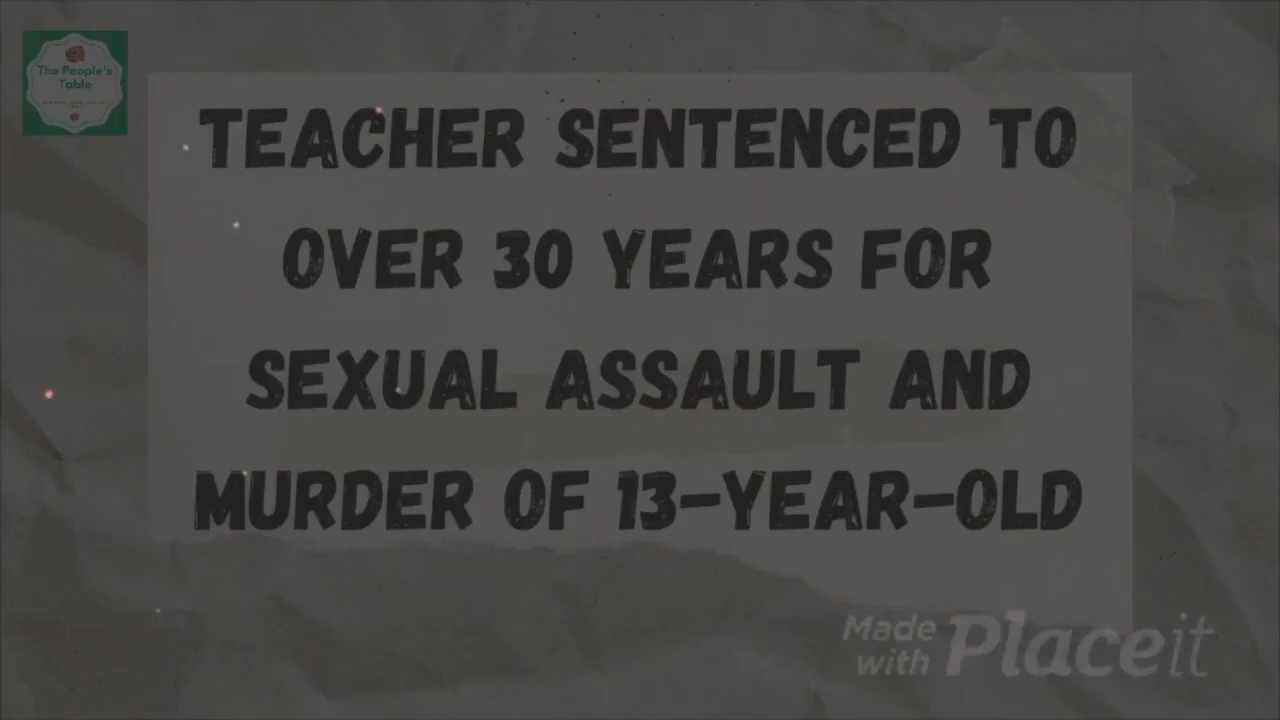 The People's
Table
TEACHER SENTENCED TO
OVER 30 YEARS FOR
SEXUAL ASSAULT AND
MURDER OF 13-YEAR-OLD
Made
with Placeit